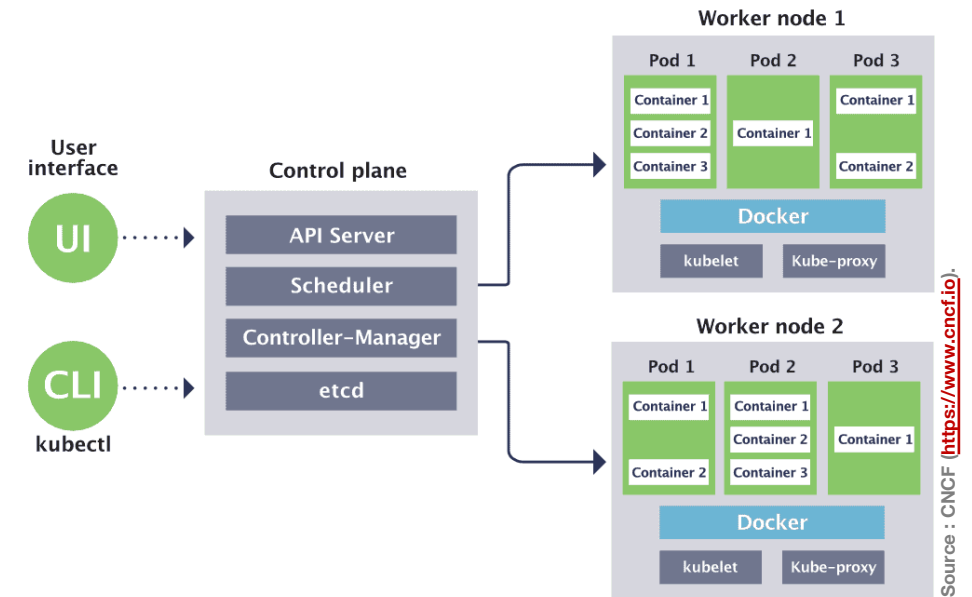 User
interface
UI
CLI
kubectl
Control plane
API Server
Scheduler
Controller-Manager
etcd
Worker node 1
Pod 1
Pod 2
Pod 3
Container 1
Container 2
Container 3
Container 1
Container 1
Container 2
Docker
kubelet
Kube-proxy
Worker node 2
Pod 1
Pod 2
Pod 3
Container 1
Container 2
Container 1
Container 2
Container 3
Container 1
Docker
kubelet
Kube-proxy
Source : CNCF (https://www.cncf.io).